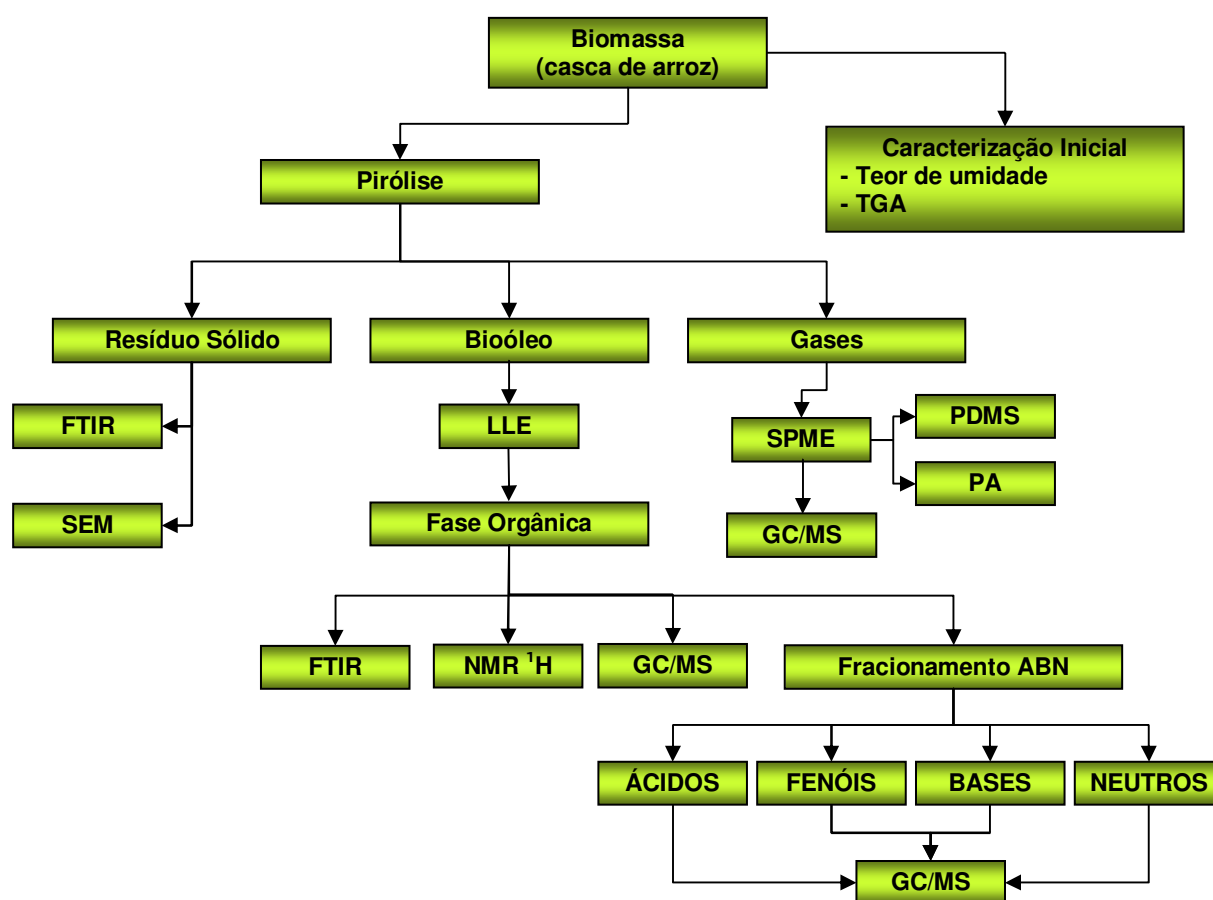 Biomassa
(casca de arroz)
Caracterização Inicial
- Teor de umidade
- TGA
Pirólise
Resíduo Sólido
Bioóleo
Gases
FTIR
LLE
SPME
PDMS
PA
SEM
Fase Orgânica
GC/MS
FTIR
NMR ¹H
GC/MS
Fracionamento ABN
ÁCIDOS
FENÓIS
BASES
NEUTROS
GC/MS